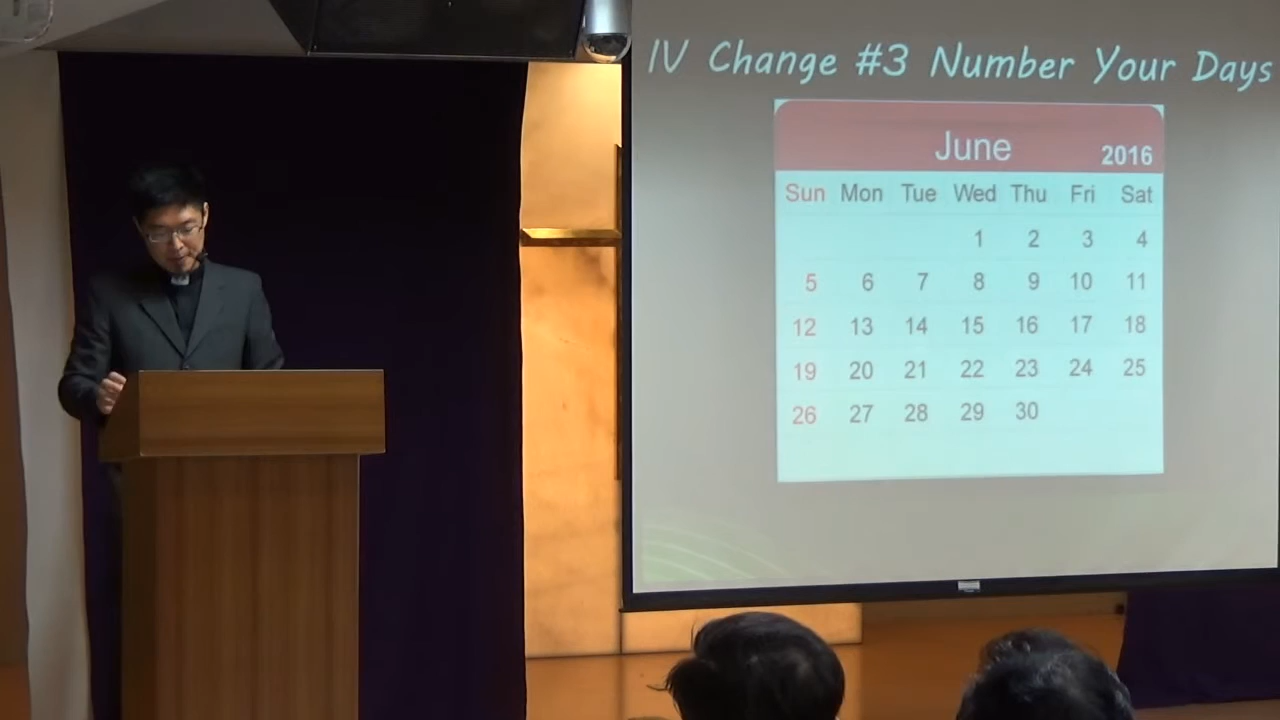 IV Change #3 Number Your Days
June 2016
Sun Mon Tue Wed Thu Fri Sat
1 2 3 4
5 6 7 8 9 10 11
12 13 14 15 16 17 18
19 20 21 22 23 24 25
26 27 28 29 30